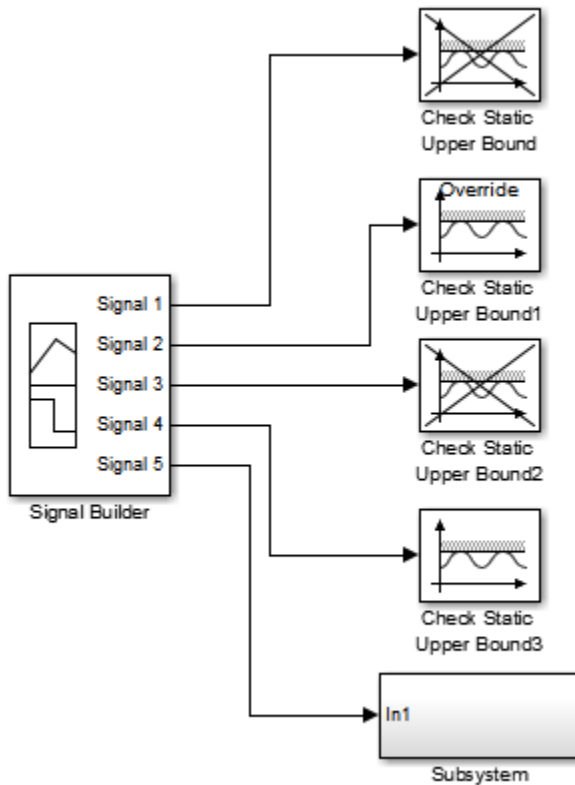 Check Static
Upper Bound
Override
Check Static
Upper Bound1
Signal 1
Signal 2
Signal 3
Signal 4
Signal 5
Signal Builder
Check Static
Upper Bound2
Check Static
Upper Bound3
In1
Subsystem